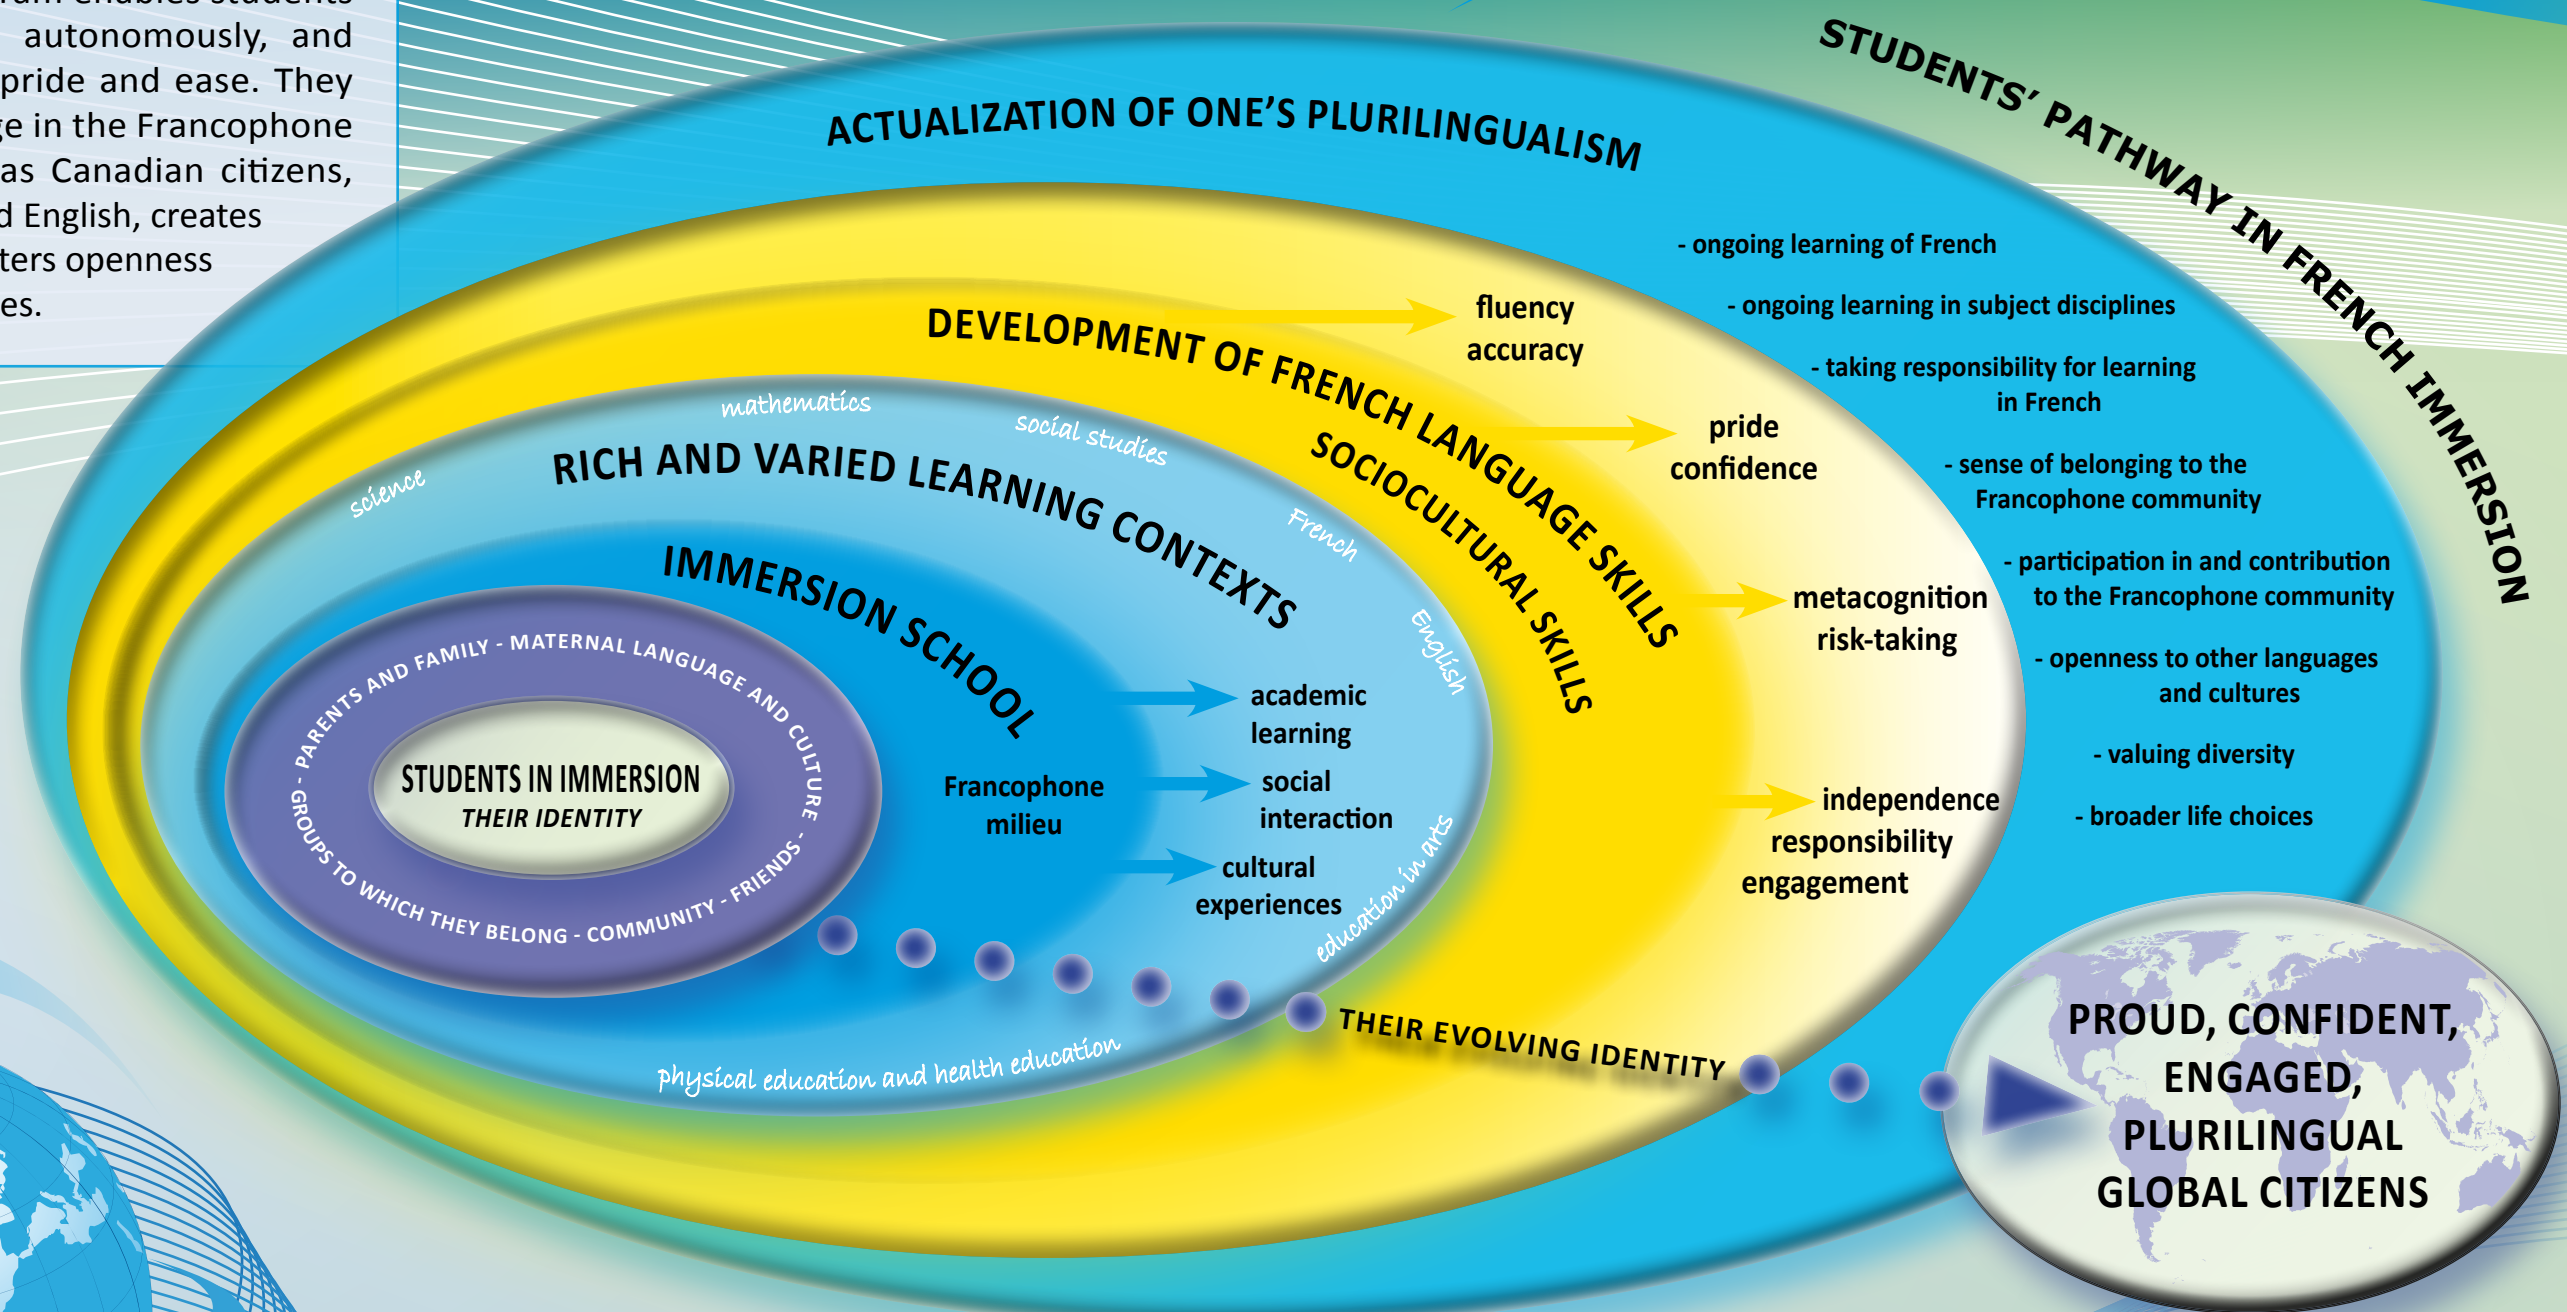 autonomously, and
pride and ease. They
in the Francophone
as Canadian citizens,
English, creates
openness
STUDENTS’ PATHWAY IN FRENCH IMMERSION
ACTUALIZATION OF ONE’S PLURILINGUALISM
- ongoing learning of French
- ongoing learning in subject disciplines
- taking responsibility for learning
in French
- sense of belonging to the
Francophone community
- participation in and contribution
to the Francophone community
- openness to other languages
and cultures
- valuing diversity
- broader life choices
DEVELOPMENT OF FRENCH LANGUAGE SKILLS
SOCIOCULTURAL SKILLS
fluency
accuracy
pride
confidence
metacognition
risk-taking
independence
responsibility
engagement
RICH AND VARIED LEARNING CONTEXTS
science
mathematics
social studies
French
English
education in arts
physical education and health education
IMMERSION SCHOOL
Francophone
milieu
academic
learning
social
interaction
cultural
experiences
- PARENTS AND FAMILY - MATERNAL LANGUAGE AND CULTURE -
GROUPS TO WHICH THEY BELONG - COMMUNITY - FRIENDS
STUDENTS IN IMMERSION
THEIR IDENTITY
THEIR EVOLVING IDENTITY
PROUD, CONFIDENT,
ENGAGED,
PLURILINGUAL
GLOBAL CITIZENS